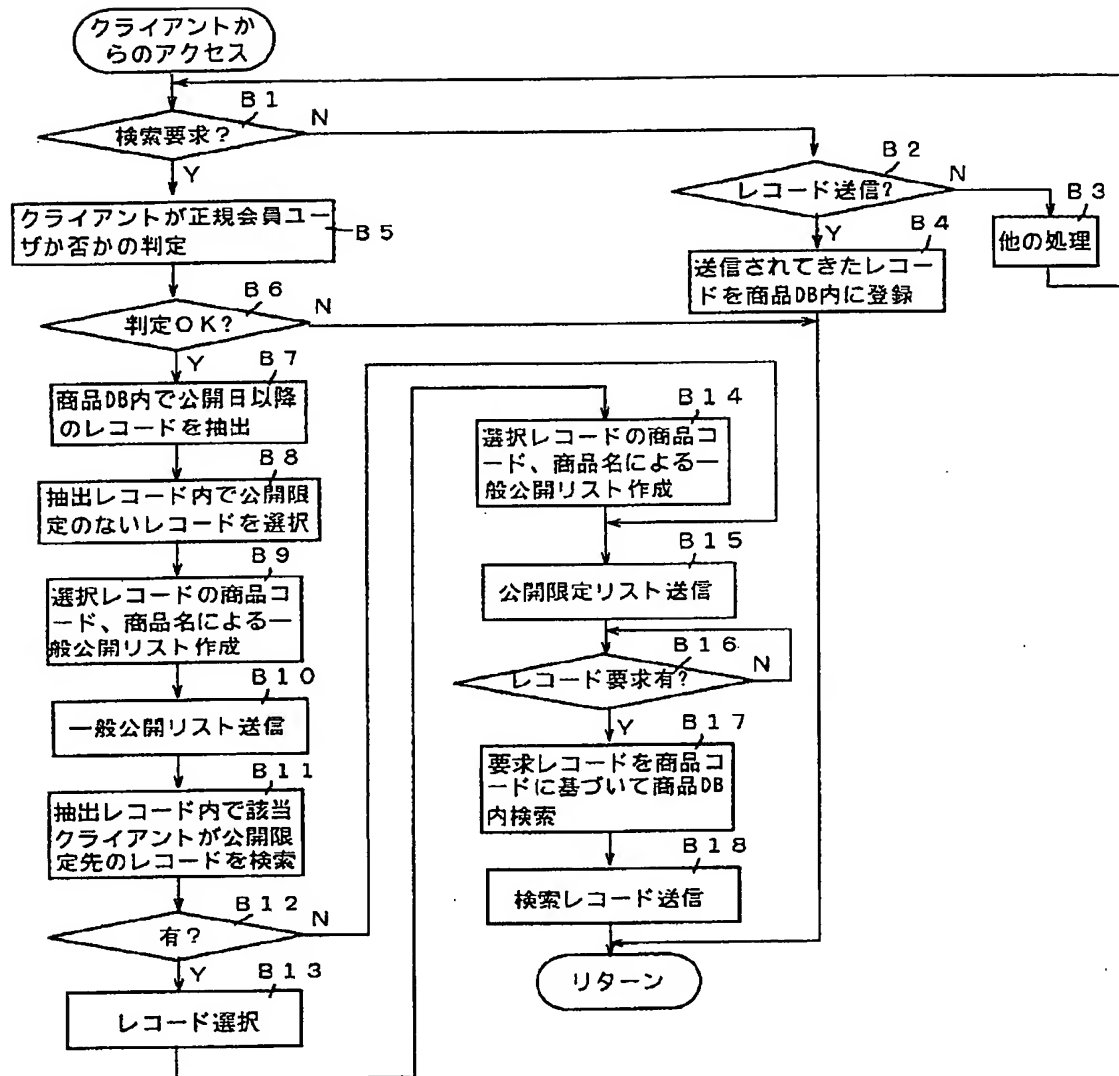 クライアントか
らのアクセス
B1
検索要求?
N
Y
B2
レコード送信?
N
Y
B3
他の処理
B4
送信されてきたレコー
ドを商品DB内に登録
クライアントが正規会員ユー
ザか否かの判定
B5
B6
判定OK?
N
Y
B7
商品DB内で公開日以降
のレコードを抽出
B8
抽出レコード内で公開限
定のないレコードを選択
B9
選択レコードの商品コ
ード、商品名による一
般公開リスト作成
B10
一般公開リスト送信
B11
抽出レコード内で該当
クライアントが公開限
定先のレコードを検索
B12
有?
N
Y
B13
レコード選択
B14
選択レコードの商品コ
ード、商品名による一
般公開リスト作成
B15
公開限定リスト送信
B16
レコード要求有?
N
Y
B17
要求レコードを商品コ
ードに基づいて商品DB
内検索
B18
検索レコード送信
リターン